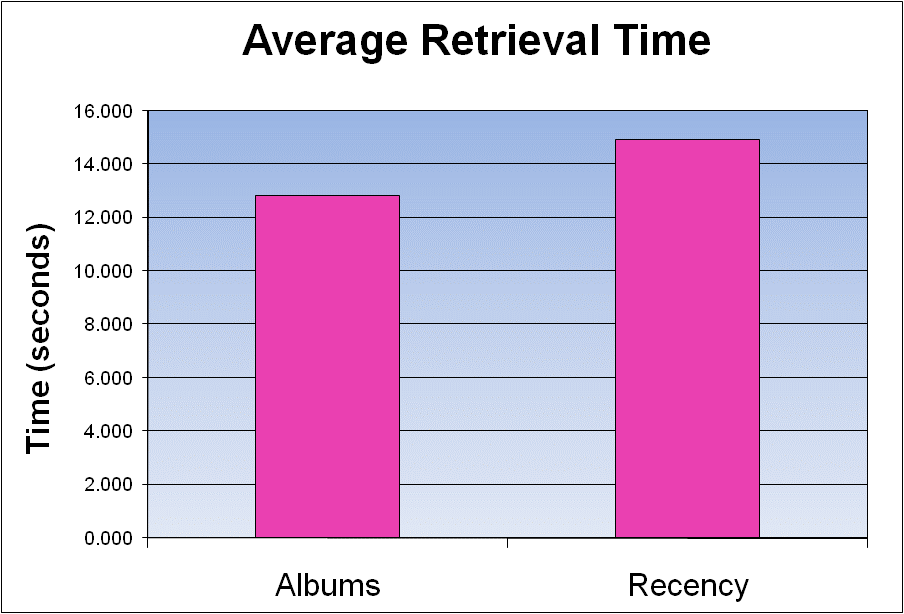 Average Retrieval Time
Time (seconds)
16.000
14.000
12.000
10.000
8.000
6.000
4.000
2.000
0.000
Albums
Recency